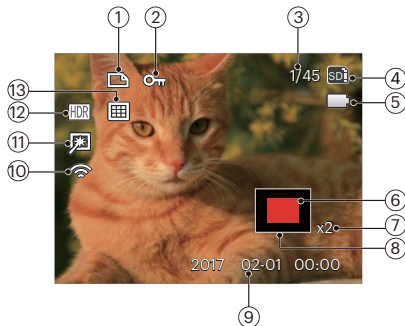 ① ② ③
⑬ 1/45 SD ④
⑫ HDR ⑤
⑪
⑩ ⑥
x2 ⑦
⑧
2017 02-01 00:00
⑨